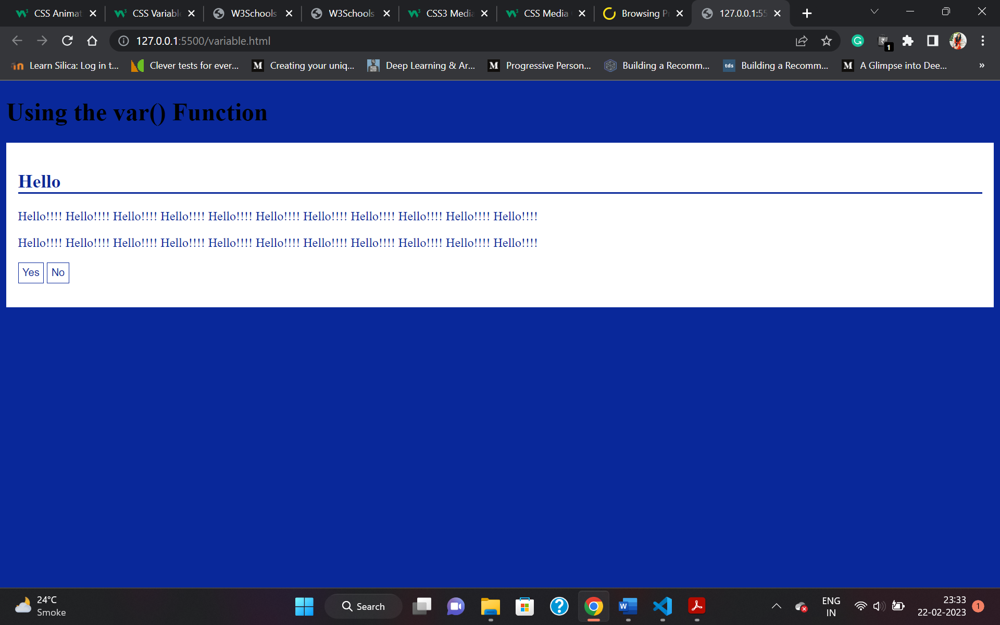 CSS Animat
CSS Variabl
W3Schools
W3Schools
CSS3 Media
CSS Media
Browsing P
127.0.0.1:55
127.0.0.1:5500/variable.html
1
Learn Silica: Log in t...
Clever tests for ever...
Creating your uniq...
Deep Learning & Ar...
Progressive Person...
Building a Recomm...
tds
Building a Recomm...
A Glimpse into Dee...
»
Using the var() Function
Hello
Hello!!!! Hello!!!! Hello!!!! Hello!!!! Hello!!!! Hello!!!! Hello!!!! Hello!!!! Hello!!!! Hello!!!! Hello!!!!
Hello!!!! Hello!!!! Hello!!!! Hello!!!! Hello!!!! Hello!!!! Hello!!!! Hello!!!! Hello!!!! Hello!!!! Hello!!!!
Yes No
24°C
Smoke
Search
ENG
IN
23:33
22-02-2023
1